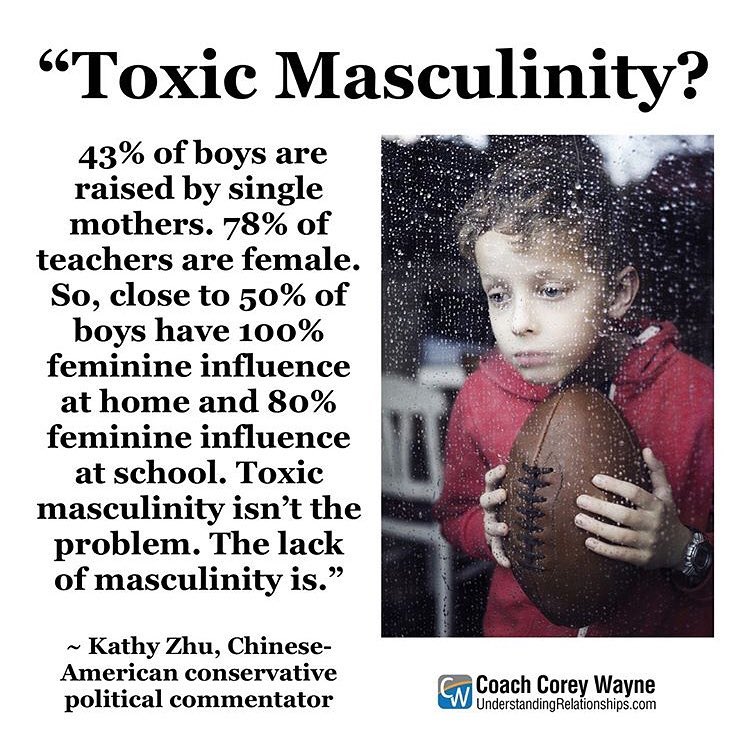 “Toxic Masculinity?
43% of boys are
raised by single
mothers. 78% of
teachers are female.
So, close to 50% of
boys have 100%
feminine influence
at home and 80%
feminine influence
at school. Toxic
masculinity isn’t the
problem. The lack
of masculinity is.”
~ Kathy Zhu, Chinese-
American conservative
political commentator
CW Coach Corey Wayne
UnderstandingRelationships.com